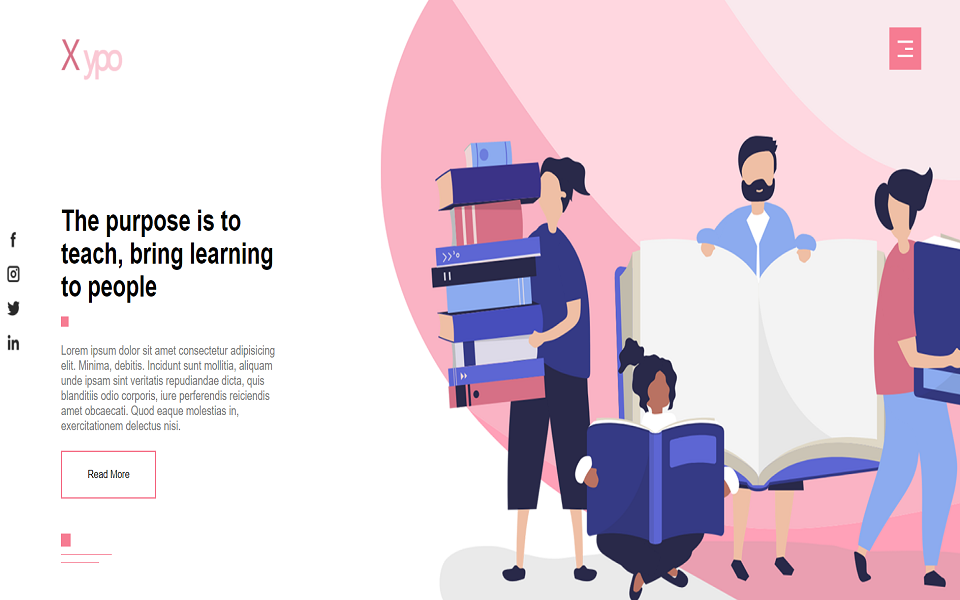 X ypo
The purpose is to
teach, bring learning
to people
Lorem ipsum dolor sit amet consectetur adipisicing
elit. Minima, debitis. Incidunt sunt mollitia, aliquam
unde ipsam sint veritatis repudiandae dicta, quis
blanditiis odio corporis, iure perferendis reiciendis
amet obcaecati. Quod eaque molestias in,
exercitationem delectus nisi.
Read More